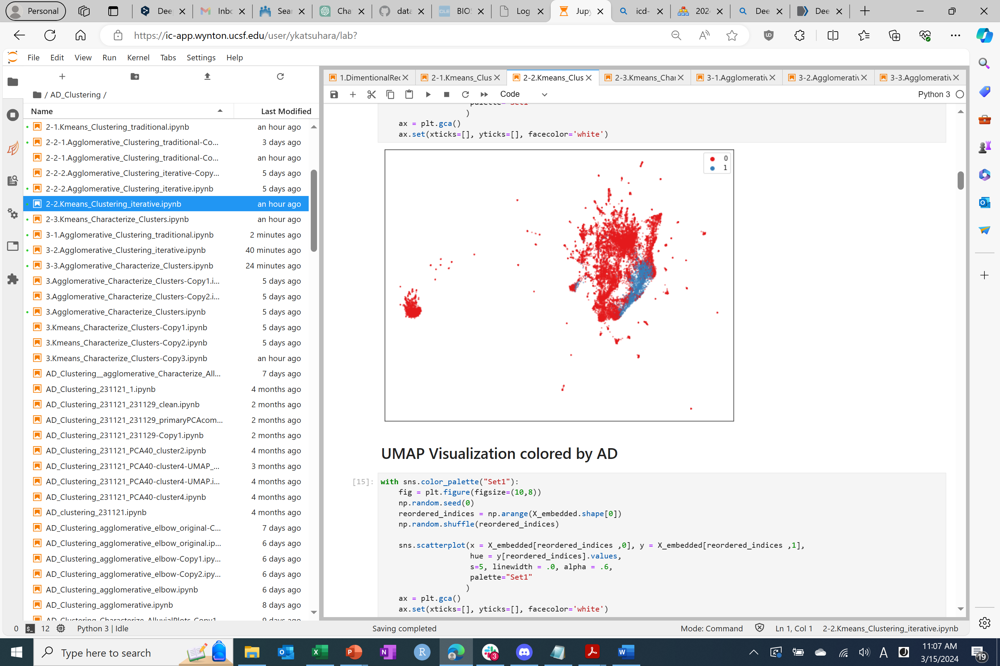 Personal
Dee
Inbc
Sear
Cha
data
CLE
BIO
Log
Jupy
icd-
202
Dee
Dee
https://ic-app.wynton.ucsf.edu/user/ykatsuhara/lab?
File Edit View Run Kernel Tabs Settings Help
/ AD_Clustering /
Name Last Modified
2-1.Kmeans_Clustering_traditional.ipynb an hour ago
2-2-1.Agglomerative_Clustering_traditional-Co... 3 days ago
2-2-1.Agglomerative_Clustering_traditional-Co... an hour ago
2-2-2.Agglomerative_Clustering_iterative-Copy... 5 days ago
2-2-2.Agglomerative_Clustering_iterative.ipynb 5 days ago
2-2.Kmeans_Clustering_iterative.ipynb an hour ago
2-3.Kmeans_Characterize_Clusters.ipynb an hour ago
3-1.Agglomerative_Clustering_traditional.ipynb 2 minutes ago
3-2.Agglomerative_Clustering_iterative.ipynb 40 minutes ago
3-3.Agglomerative_Characterize_Clusters.ipynb 24 minutes ago
3.Agglomerative_Characterize_Clusters-Copy1.i... 5 days ago
3.Agglomerative_Characterize_Clusters-Copy2.i... 5 days ago
3.Agglomerative_Characterize_Clusters.ipynb 5 days ago
3.Kmeans_Characterize_Clusters-Copy1.ipynb 5 days ago
3.Kmeans_Characterize_Clusters-Copy2.ipynb 5 days ago
3.Kmeans_Characterize_Clusters-Copy3.ipynb an hour ago
AD_Clustering__agglomerative_Characterize_All... 7 days ago
AD_Clustering_231121_1.ipynb 4 months ago
AD_Clustering_231121_231129_clean.ipynb 2 months ago
AD_Clustering_231121_231129_primaryPCAcom... 2 months ago
AD_Clustering_231121_231129-Copy1.ipynb 2 months ago
AD_Clustering_231121_PCA40_cluster2.ipynb 4 months ago
AD_Clustering_231121_PCA40-cluster4-UMAP_... 3 months ago
AD_Clustering_231121_PCA40-cluster4-UMAP.i... 4 months ago
AD_Clustering_231121_PCA40-cluster4.ipynb 4 months ago
AD_clustering_231121.ipynb 4 months ago
AD_Clustering_agglomerative_elbow_original-C... 7 days ago
AD_Clustering_agglomerative_elbow_original.ip... 6 days ago
AD_Clustering_agglomerative_elbow-Copy1.ipy... 6 days ago
AD_Clustering_agglomerative_elbow-Copy2.ipy... 6 days ago
AD_Clustering_agglomerative_elbow.ipynb 6 days ago
AD_Clustering_agglomerative.ipynb 8 days ago
AD_Clustering_Characterize_AlluvialPlots-Copy1 9 days ago
1.DimentionalRec
2-1.Kmeans_Clus
2-2.Kmeans_Clus
2-3.Kmeans_Char
3-1.Agglomerativ
3-2.Agglomerativ
3-3.Agglomerativ
Code Python 3
palette="Set1"
)
ax = plt.gca()
ax.set(xticks=[], yticks=[], facecolor='white')
0
1
UMAP Visualization colored by AD
[15]: with sns.color_palette("Set1"):
fig = plt.figure(figsize=(10,8))
np.random.seed(0)
reordered_indices = np.arange(X_embedded.shape[0])
np.random.shuffle(reordered_indices)
sns.scatterplot(x = X_embedded[reordered_indices ,0], y = X_embedded[reordered_indices ,1],
hue = y[reordered_indices].values,
s=5, linewidth = .0, alpha = .6,
palette="Set1"
)
ax = plt.gca()
ax.set(xticks=[], yticks=[], facecolor='white')
0 12 Python 3 | Idle Saving completed Mode: Command Ln 1, Col 1 2-2.Kmeans_Clustering_iterative.ipynb
Type here to search
3
A
11:07 AM
3/15/2024
19